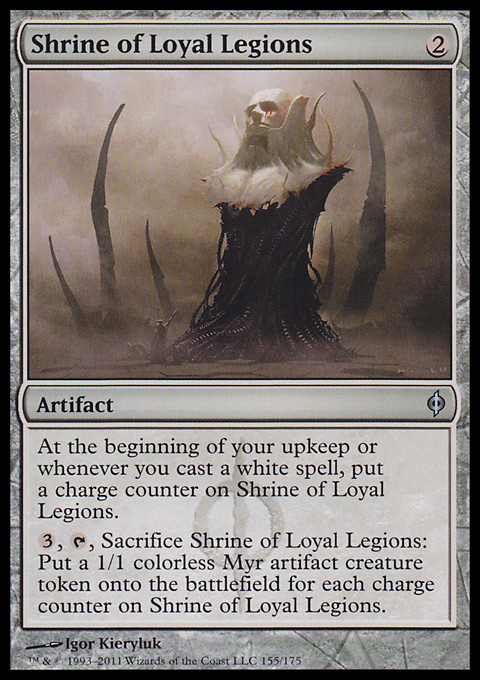 Shrine of Loyal Legions 2
Artifact
At the beginning of your upkeep or
whenever you cast a white spell, put
a charge counter on Shrine of Loyal
Legions.
3, , Sacrifice Shrine of Loyal Legions:
Put a 1/1 colorless Myr artifact creature
token onto the battlefield for each charge
counter on Shrine of Loyal Legions.
Igor Kieryluk
™ & © 1993–2011 Wizards of the Coast LLC 155/175